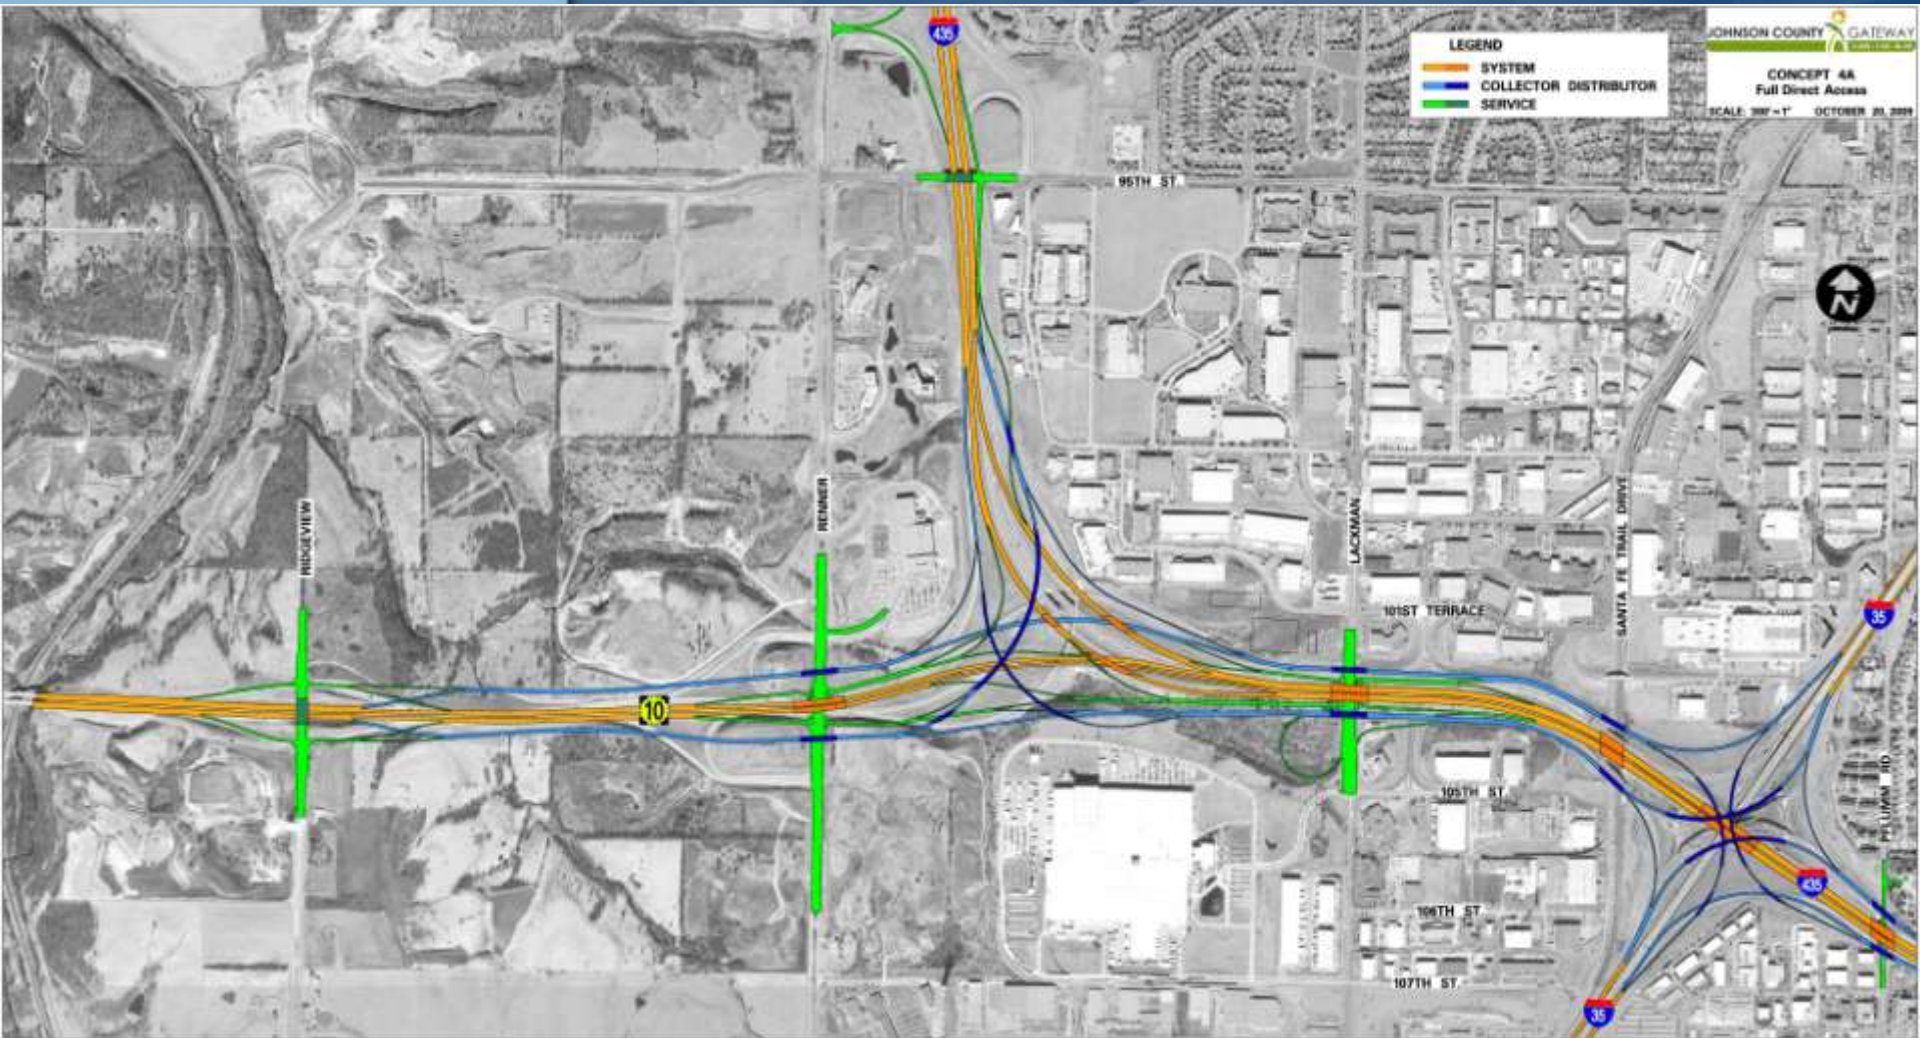 435
LEGEND
SYSTEM
COLLECTOR DISTRIBUTOR
SERVICE
JOHNSON COUNTY GATEWAY
CONCEPT 4A
Full Direct Access
OCTOBER 20, 2009
SCALE:
95TH ST
N
RIDGEVIEW
RENNER
LACKMAN
SANTA FE TRAIL DRIVE
101ST TERRACE
35
10
105TH ST
PFLUMM RD
435
106TH ST
107TH ST
35